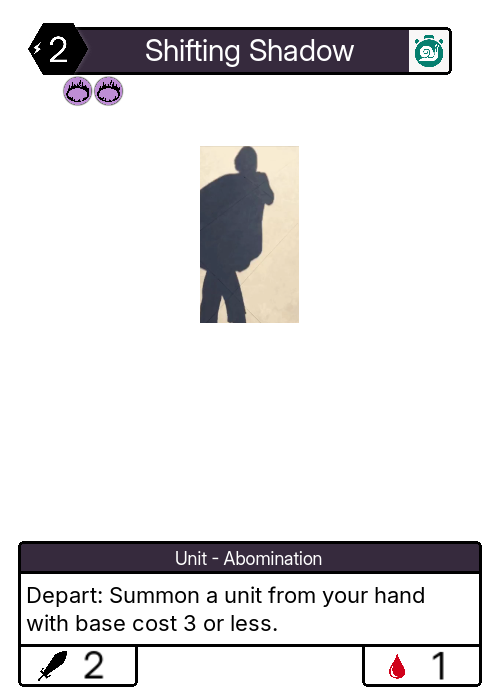 2
Shifting Shadow
Unit - Abomination
Depart: Summon a unit from your hand
with base cost 3 or less.
2
1